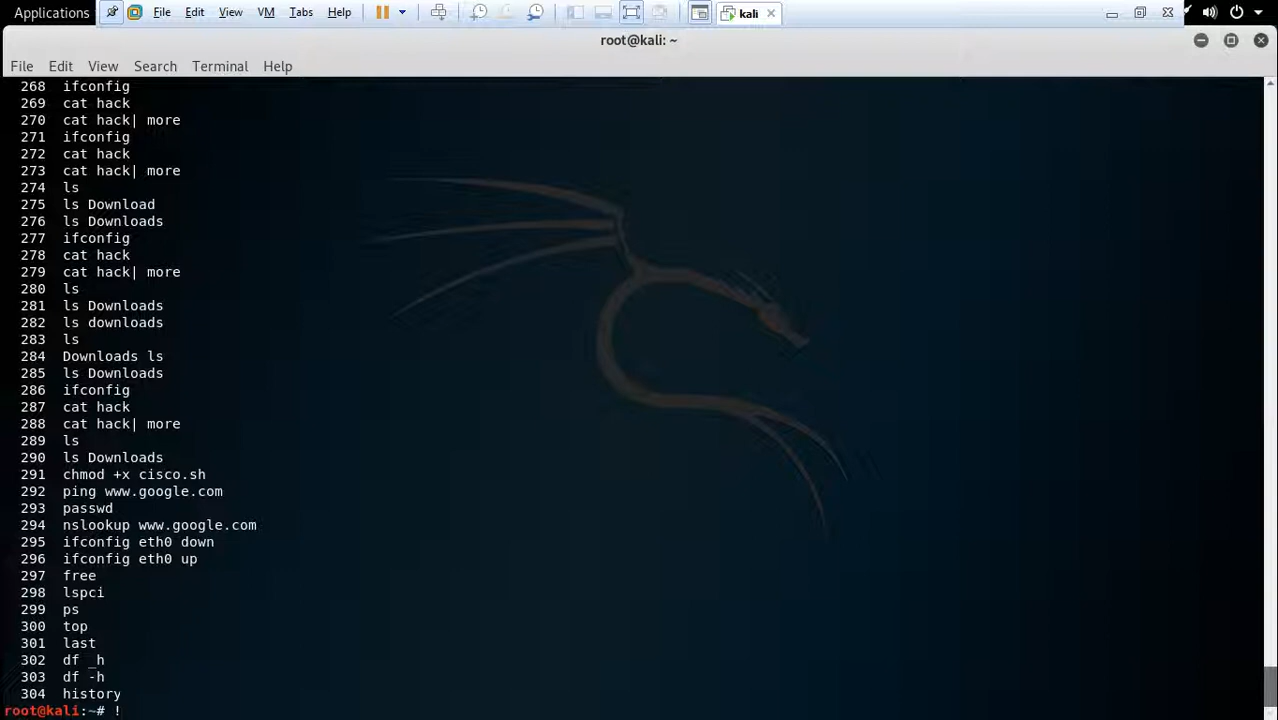 Applications File Edit View VM Tabs Help kali
root@kali: ~
File Edit View Search Terminal Help
268 ifconfig
269 cat hack
270 cat hack| more
271 ifconfig
272 cat hack
273 cat hack| more
274 ls
275 ls Download
276 ls Downloads
277 ifconfig
278 cat hack
279 cat hack| more
280 ls
281 ls Downloads
282 ls downloads
283 ls
284 Downloads ls
285 ls Downloads
286 ifconfig
287 cat hack
288 cat hack| more
289 ls
290 ls Downloads
291 chmod +x cisco.sh
292 ping www.google.com
293 passwd
294 nslookup www.google.com
295 ifconfig eth0 down
296 ifconfig eth0 up
297 free
298 lspci
299 ps
300 top
301 last
302 df _h
303 df -h
304 history
root@kali:~# !